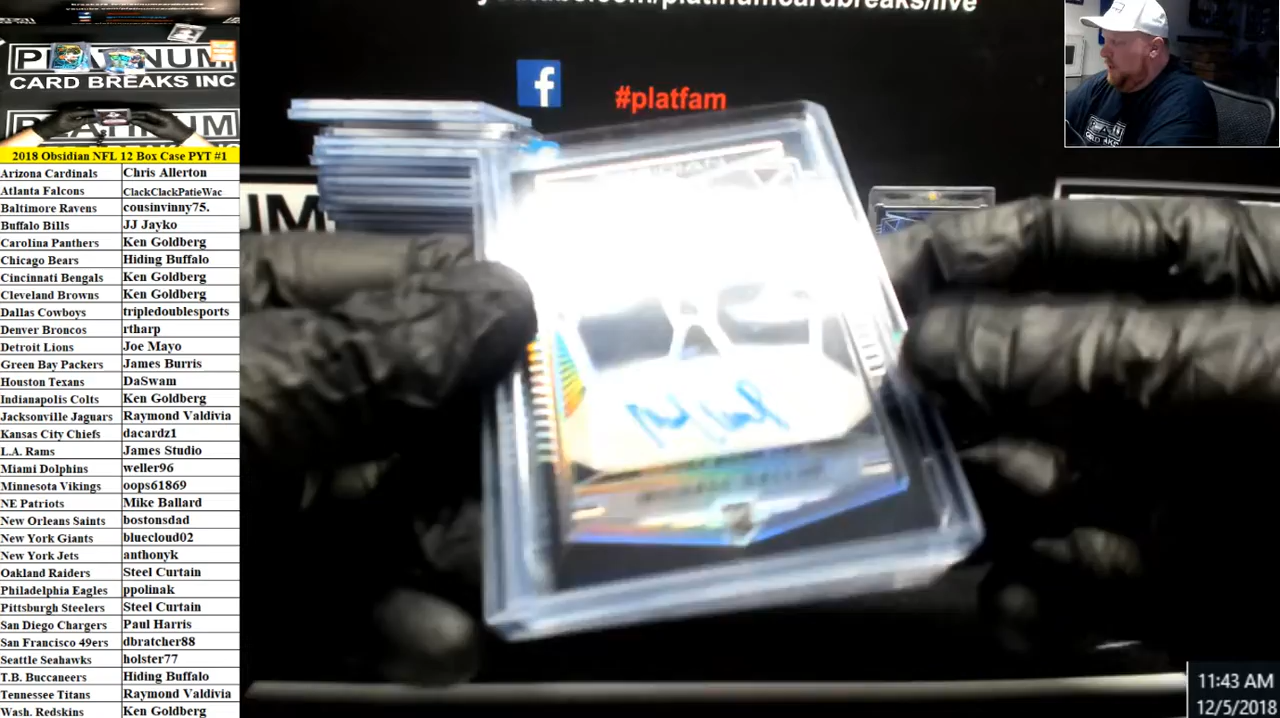 youtube.com/platinumcardbreaks/live
PLATINUM
CARD BREAKS INC
#platfam
2018 Obsidian NFL 12 Box Case PYT #1
Arizona Cardinals Chris Allerton
Atlanta Falcons ClackClackPatieWac
Baltimore Ravens cousinvinny75.
Buffalo Bills JJ Jayko
Carolina Panthers Ken Goldberg
Chicago Bears Hiding Buffalo
Cincinnati Bengals Ken Goldberg
Cleveland Browns Ken Goldberg
Dallas Cowboys tripledoublesports
Denver Broncos rtharp
Detroit Lions Joe Mayo
Green Bay Packers James Burris
Houston Texans DaSwam
Indianapolis Colts Ken Goldberg
Jacksonville Jaguars Raymond Valdivia
Kansas City Chiefs dacardz1
L.A. Rams James Studio
Miami Dolphins weller96
Minnesota Vikings oops61869
NE Patriots Mike Ballard
New Orleans Saints bostonsdad
New York Giants bluecloud02
New York Jets anthonyk
Oakland Raiders Steel Curtain
Philadelphia Eagles ppolinak
Pittsburgh Steelers Steel Curtain
San Diego Chargers Paul Harris
San Francisco 49ers dbratcher88
Seattle Seahawks holster77
T.B. Buccaneers Hiding Buffalo
Tennessee Titans Raymond Valdivia
Wash. Redskins Ken Goldberg
11:43 AM
12/5/2018